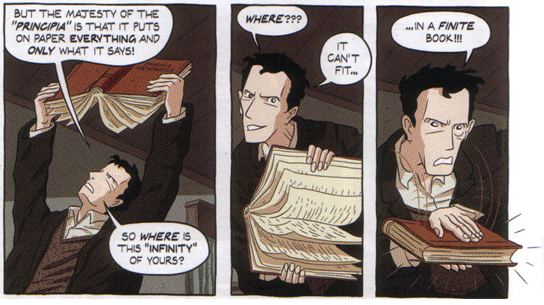 BUT THE MAJESTY OF THE
"PRINCIPIA" IS THAT IT PUTS
ON PAPER EVERYTHING AND
ONLY WHAT IT SAYS!
SO WHERE IS
THIS "INFINITY"
OF YOURS?
WHERE???
IT
CAN'T
FIT...
...IN A FINITE
BOOK!!!